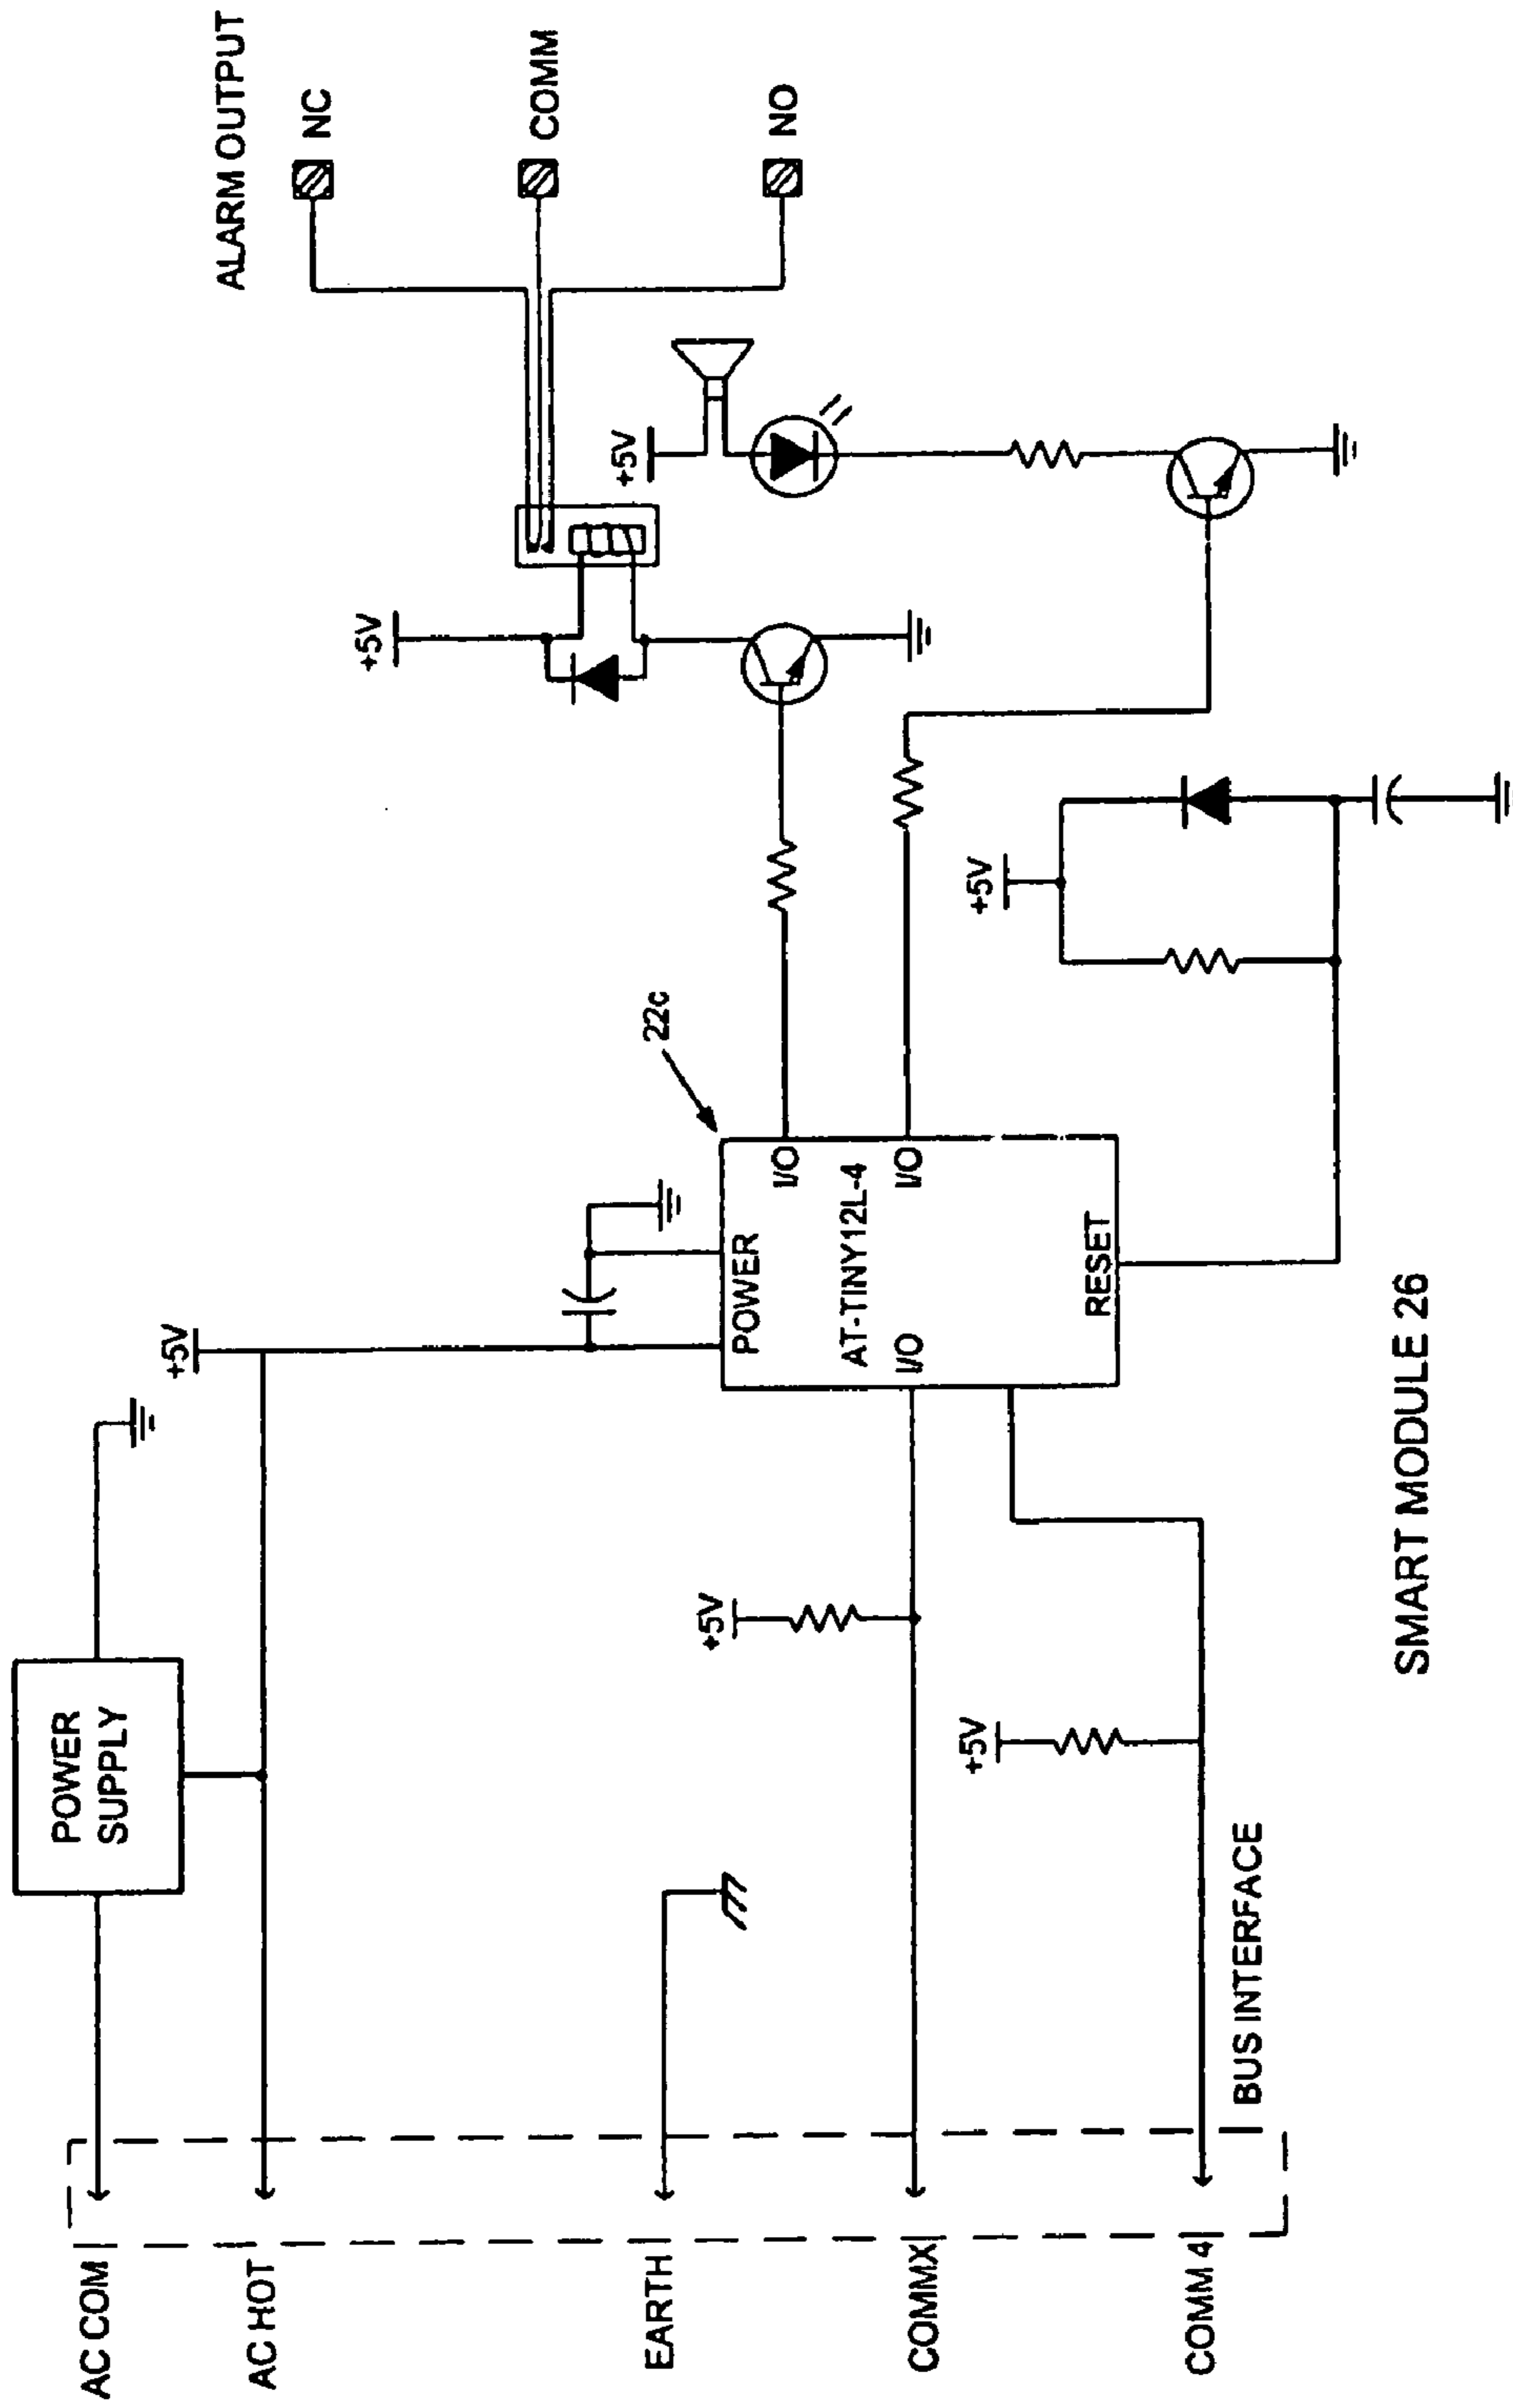 AC COM
AC HOT
EARTH
COMMX
COMM 4
BUS INTERFACE
POWER
SUPPLY
+5V
+5V
+5V
POWER
AT-TINY12L-4
I/O
I/O
I/O
RESET
22c
+5V
+5V
+5V
ALARM OUTPUT
NC
COMM
NO
SMART MODULE 26